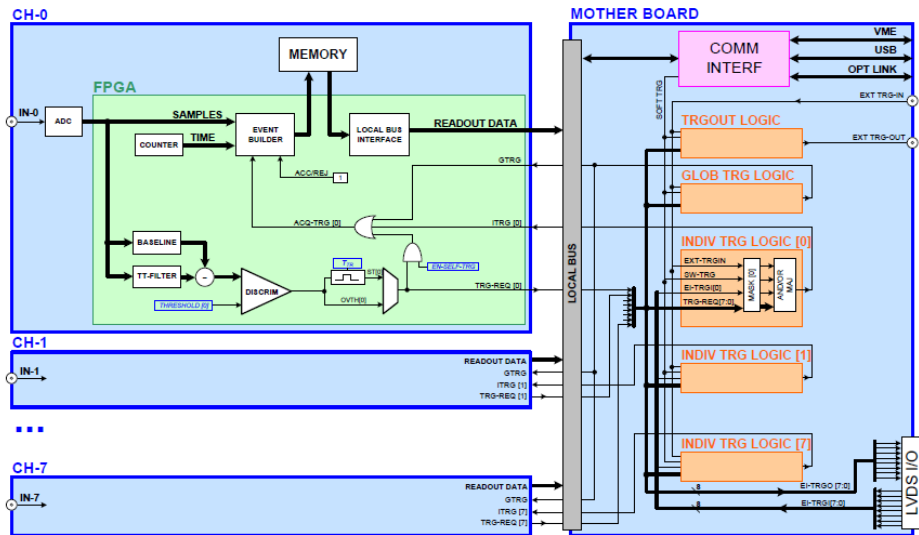 CH-0
MEMORY
FPGA
IN-0
ADC
SAMPLES
TIME
COUNTER
EVENT
BUILDER
LOCAL BUS
INTERFACE
READOUT DATA
ACC/REJ
1
GTRG
ACQ-TRG [0]
ITRG [0]
BASELINE
TT-FILTER
-
DISCRIM
THRESHOLD [0]
ST[0]
OVTH[0]
EN-SELF-TRG
TRG-REQ [0]
CH-1
IN-1
READOUT DATA
GTRG
ITRG [1]
TRG-REQ [1]
...
CH-7
IN-7
READOUT DATA
GTRG
ITRG [7]
TRG-REQ [7]
LOCAL BUS
MOTHER BOARD
COMM
INTERF
VME
USB
OPT LINK
SOFT TRG
EXT TRG-IN
TRGOUT LOGIC
EXT TRG-OUT
GLOB TRG LOGIC
INDIV TRG LOGIC [0]
EXT-TRGIN
SW-TRG
EI-TRGI[0]
TRG-REQ[7:0]
MASK [0]
AND/OR
MAJ
INDIV TRG LOGIC [1]
INDIV TRG LOGIC [7]
8
EI-TRGO [7:0]
8
EI-TRGI[7:0]
LVDS I/O